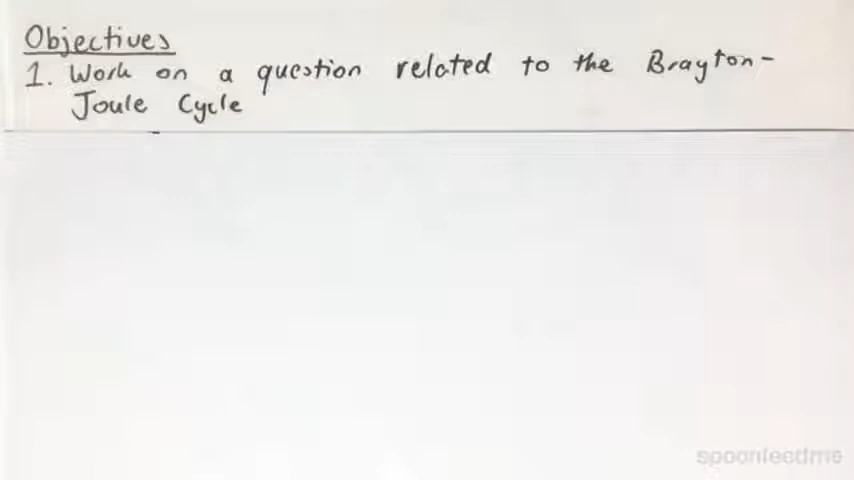 Objectives
1. Work on a question related to the Brayton-
Joule Cycle
spoonfeedme